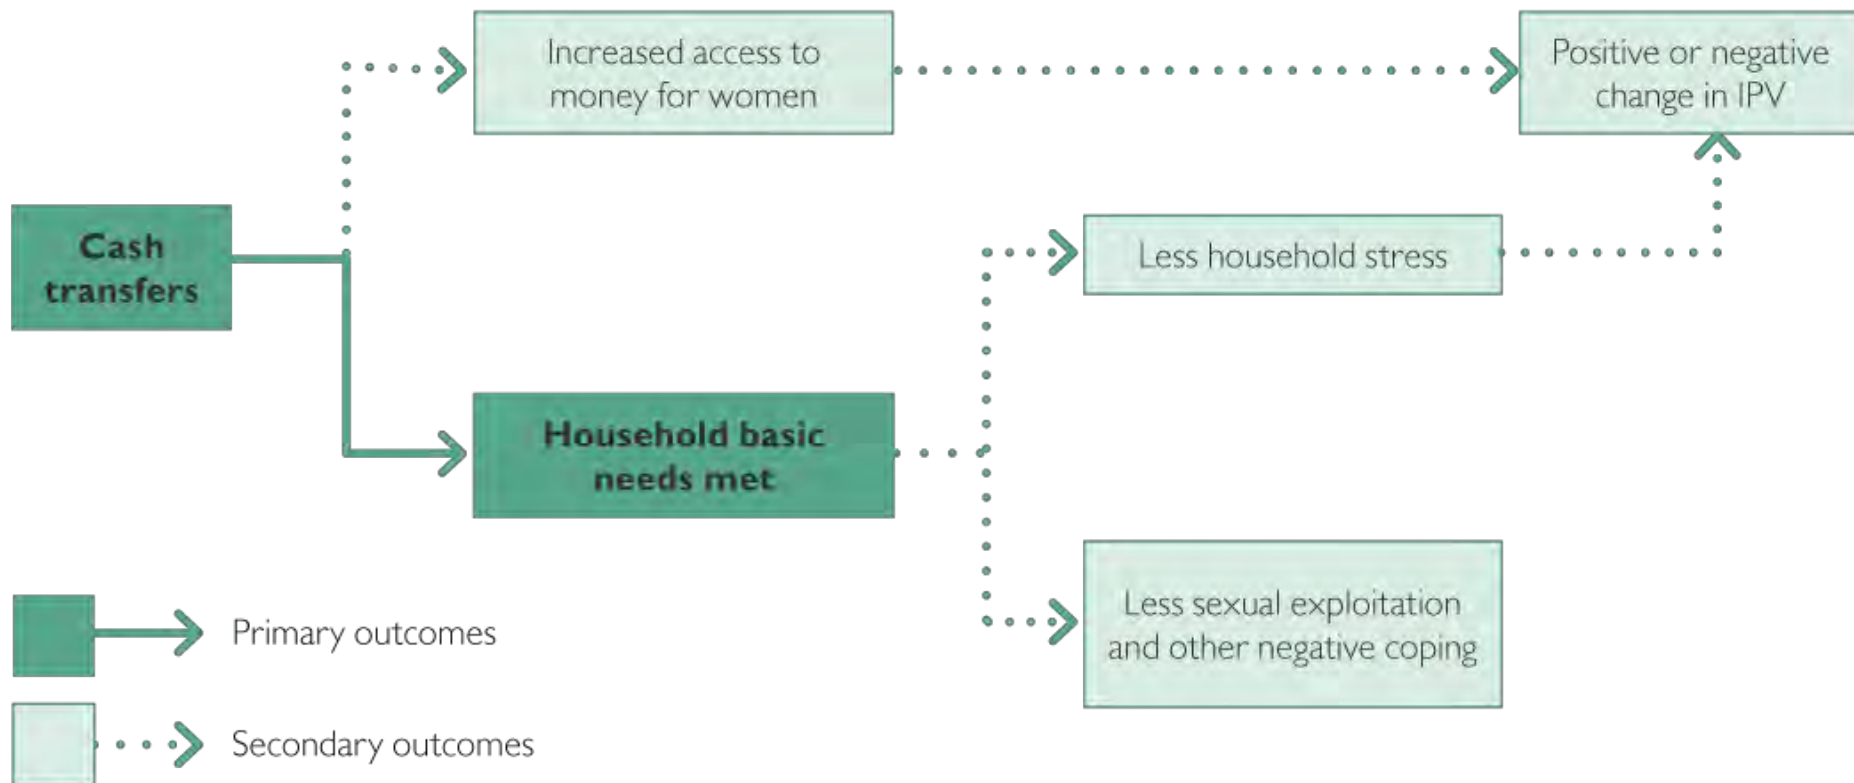 Increased access to
money for women
Positive or negative
change in IPV
Cash
transfers
Less household stress
Household basic
needs met
Less sexual exploitation
and other negative coping
Primary outcomes
Secondary outcomes